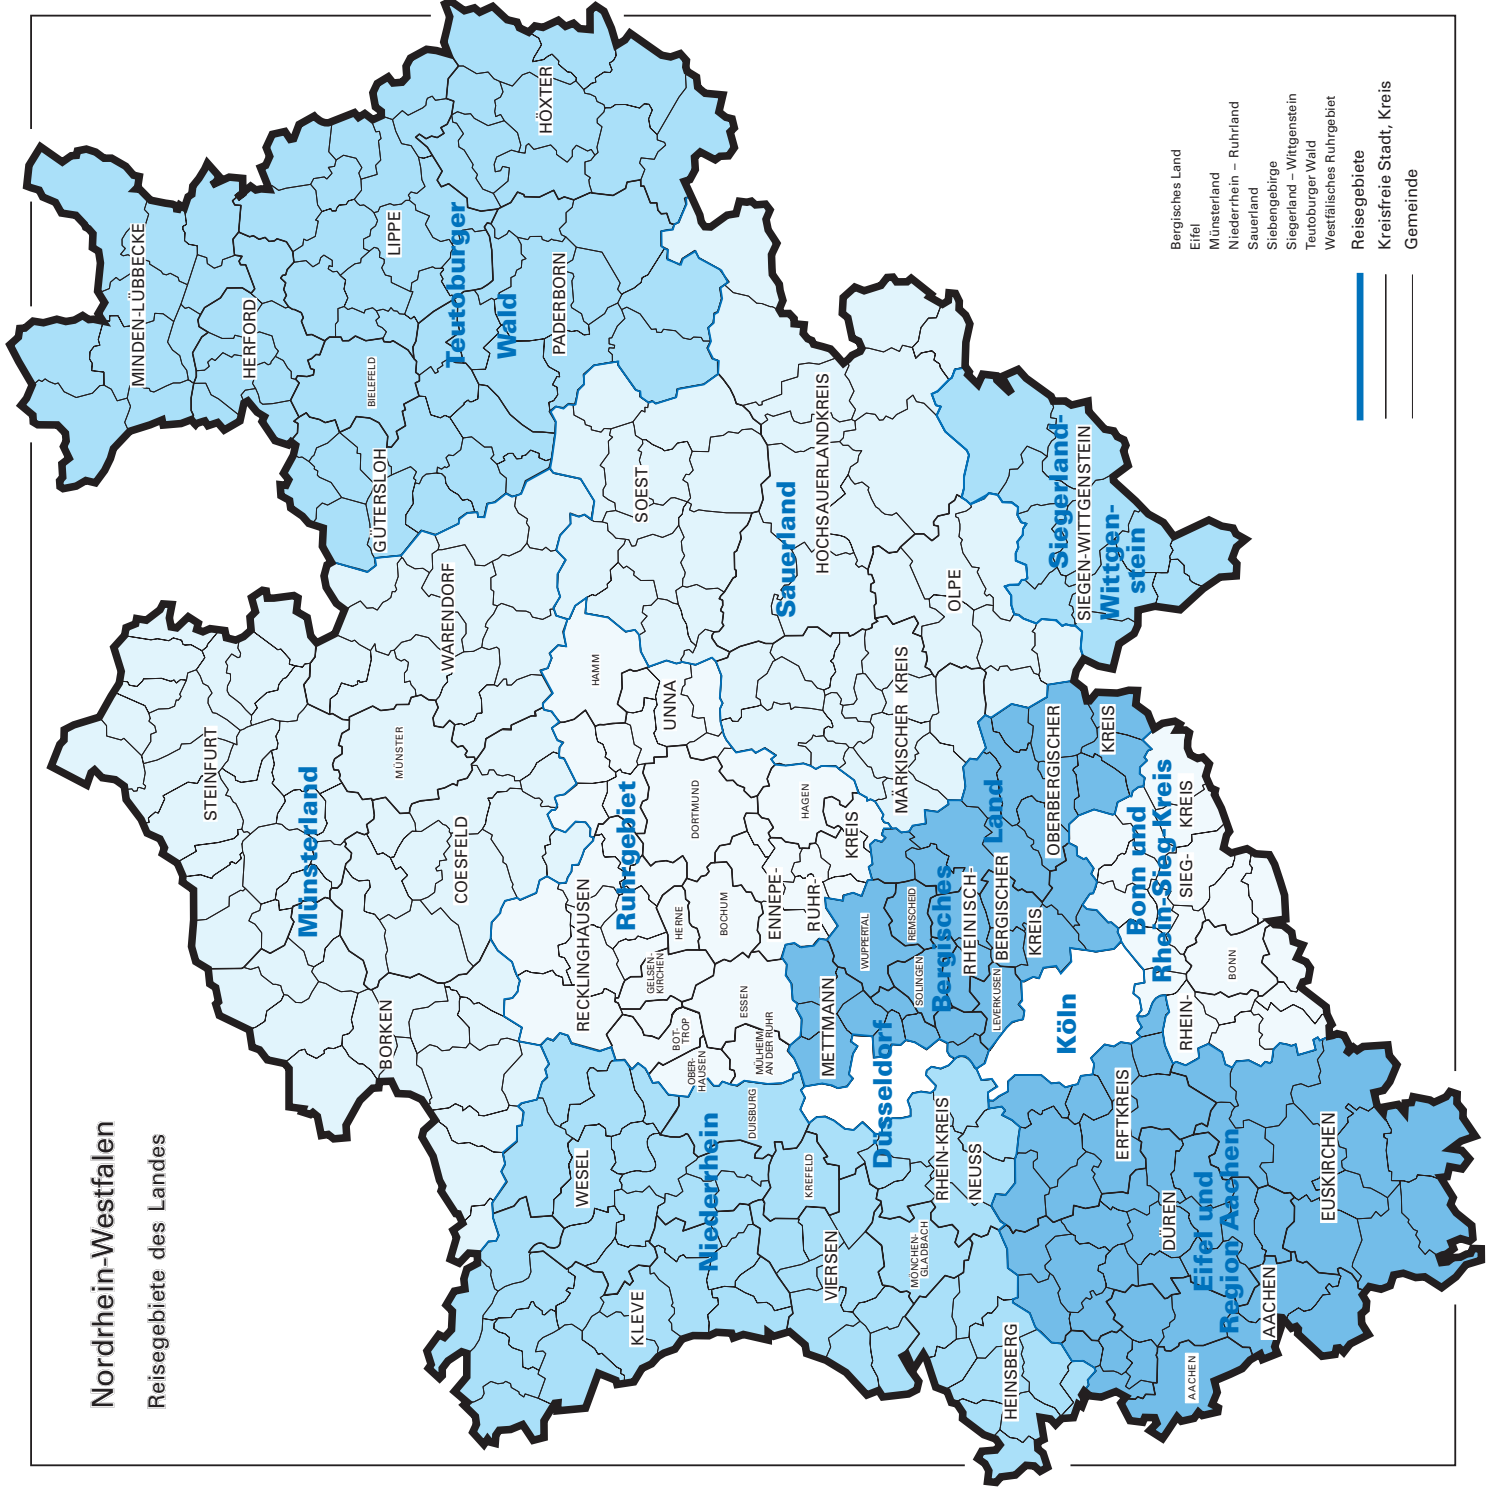 Nordrhein-Westfalen
Reisegebiete des Landes
MINDEN-LÜBBECKE
HERFORD
BIELEFELD
LIPPE
Teutoburger
Wald
GÜTERSLOH
PADERBORN
HÖXTER
STEINFURT
Münsterland
MÜNSTER
WARENDORF
COESFELD
BORKEN
HAMM
UNNA
SOEST
Sauerland
HOCHSAUERLANDKREIS
OLPE
MÄRKISCHER KREIS
Siegerland-
SIEGEN-WITTGENSTEIN
Wittgen-
stein
RECKLINGHAUSEN
Ruhrgebiet
DORTMUND
HAGEN
HERNE
BOCHUM
GELSEN-
KIRCHEN
ENNEPE-
RUHR-
KREIS
BOT-
TROP
OBER-
HAUSEN
ESSEN
MÜLHEIM/
AN DER RUHR
DUISBURG
WESEL
KLEVE
Niederrhein
KREFELD
VIERSEN
MÖNCHEN-
GLADBACH
RHEIN-KREIS
NEUSS
HEINSBERG
Düsseldorf
METTMANN
WUPPERTAL
REMSCHEID
SOLINGEN
Bergisches
Land
RHEINISCH-
BERGISCHER
KREIS
LEVERKUSEN
OBERBERGISCHER
KREIS
Köln
Bonn und
Rhein-Sieg-Kreis
RHEIN-
SIEG-
KREIS
BONN
ERFTKREIS
DÜREN
Eifel und
Region Aachen
AACHEN
AACHEN
EUSKIRCHEN
Bergisches Land
Eifel
Münsterland
Niederrhein – Ruhrland
Sauerland
Siebengebirge
Siegerland – Wittgenstein
Teutoburger Wald
Westfälisches Ruhrgebiet
Reisegebiete
Kreisfreie Stadt, Kreis
Gemeinde